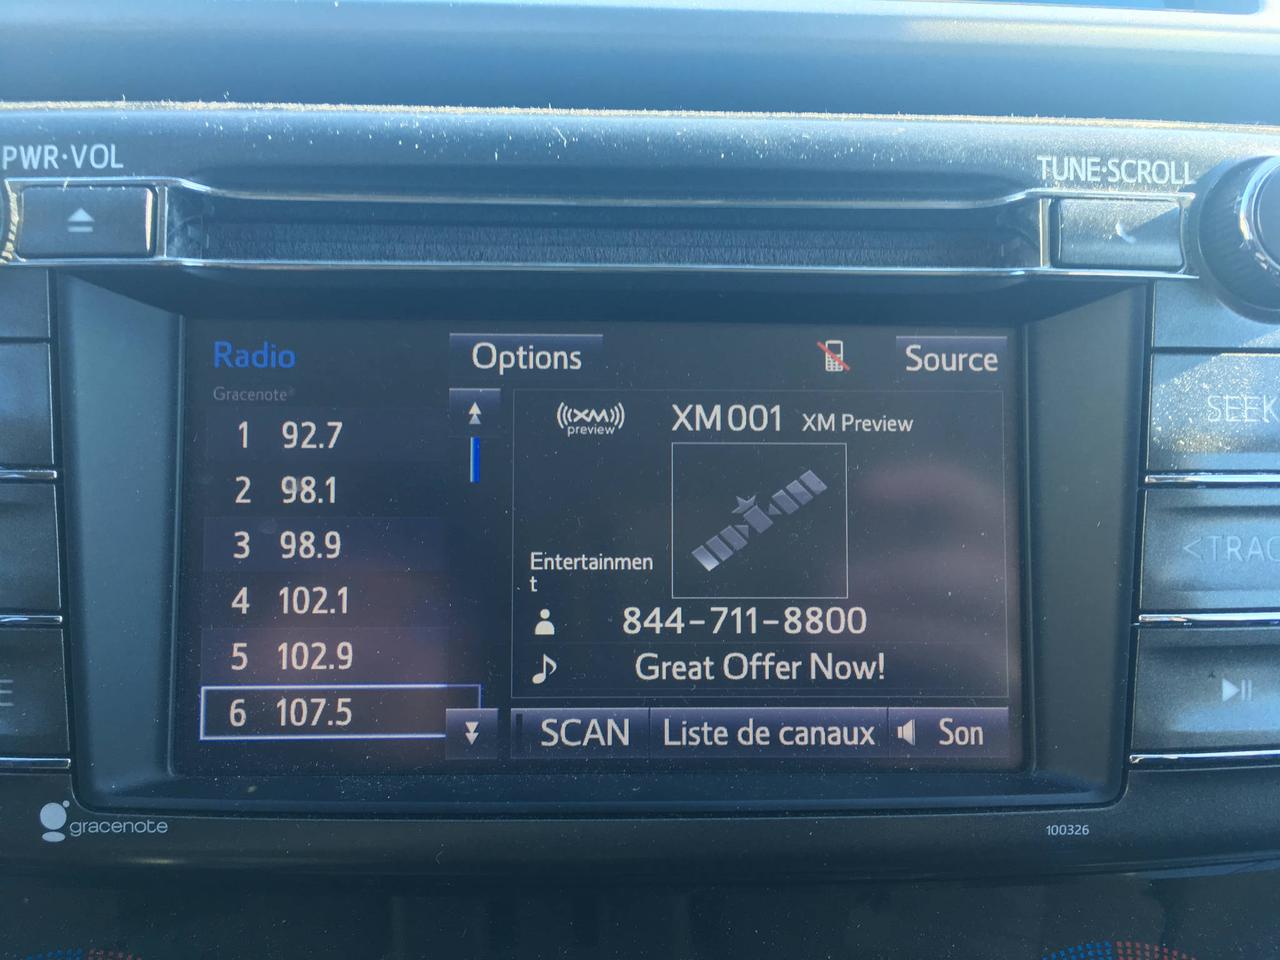 PWR·VOL
TUNE·SCROLL
Radio
Options
Source
Gracenote®
1 92.7
2 98.1
3 98.9
4 102.1
5 102.9
6 107.5
((XM))
preview
XM001 XM Preview
Entertainmen
t
844-711-8800
Great Offer Now!
SCAN
Liste de canaux
Son
SEEK
<TRAC
E
gracenote
100326